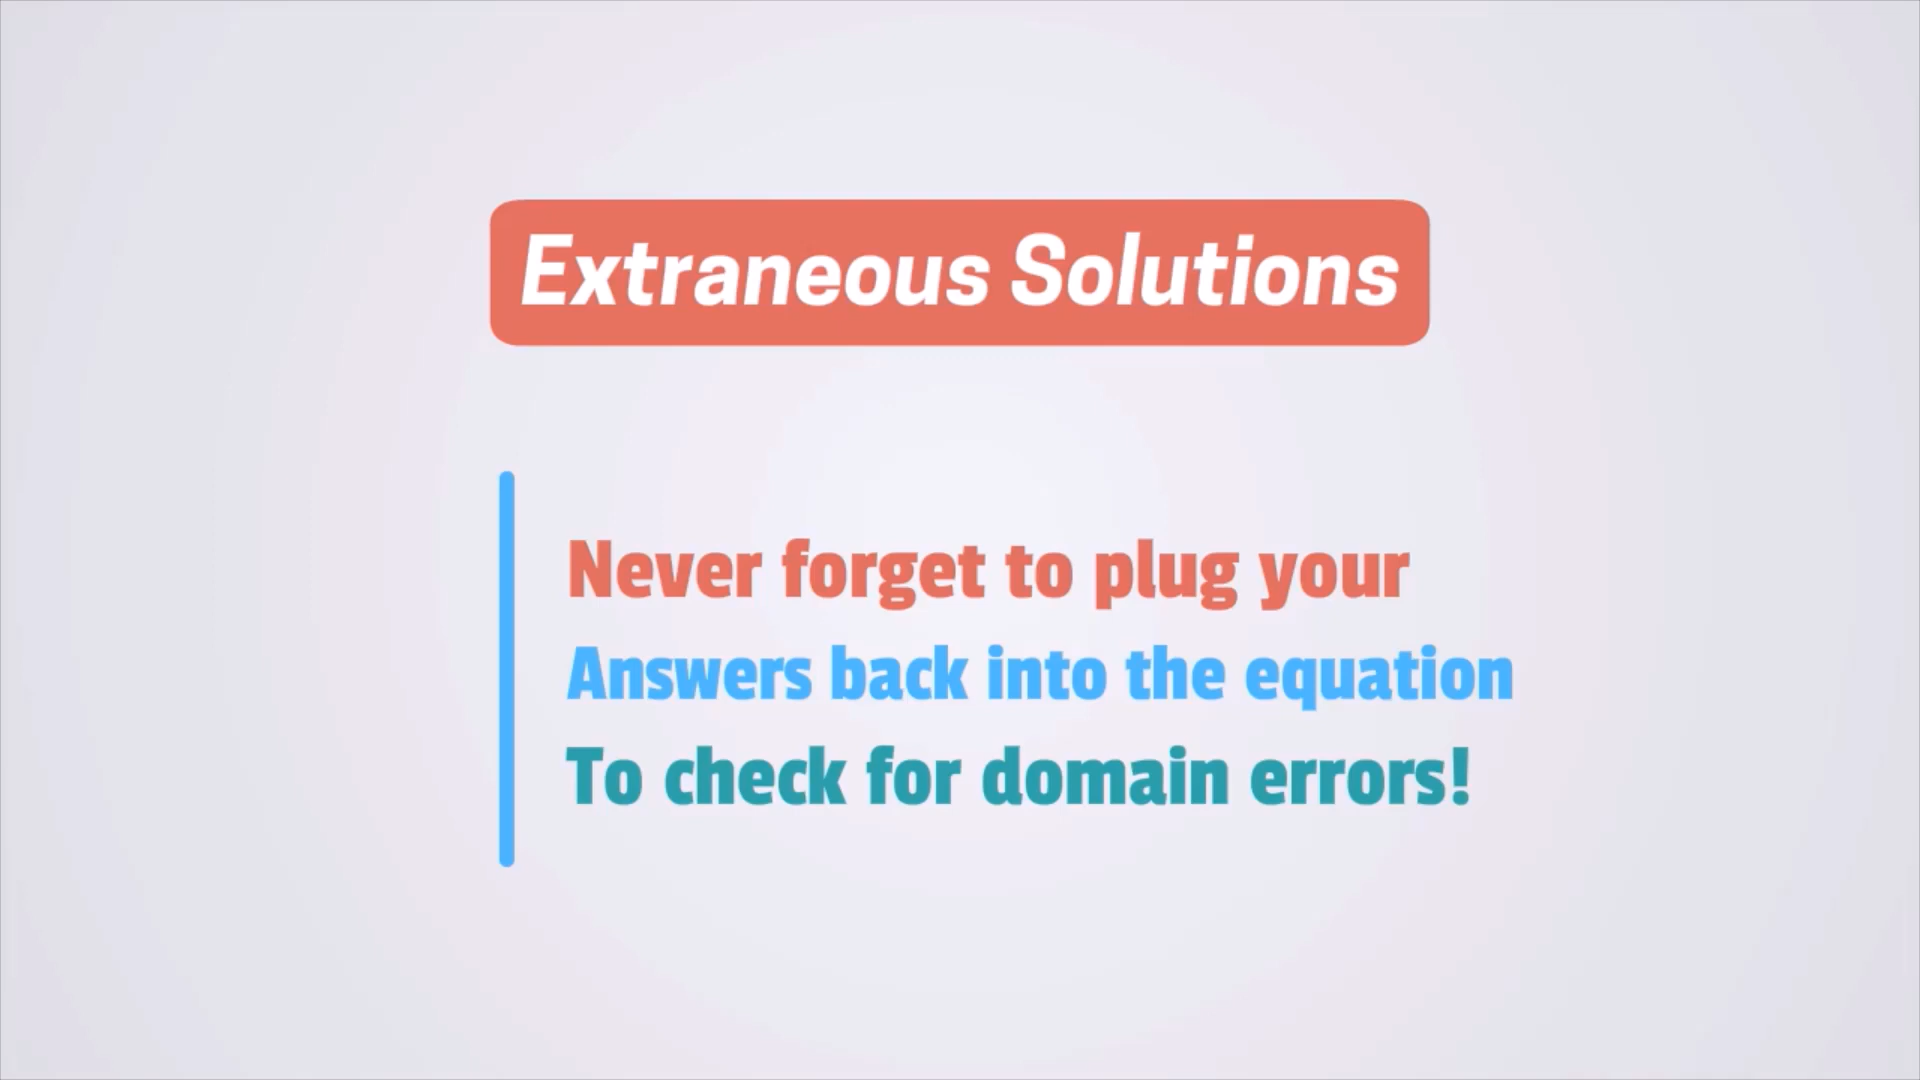 Extraneous Solutions
Never forget to plug your
Answers back into the equation
To check for domain errors!